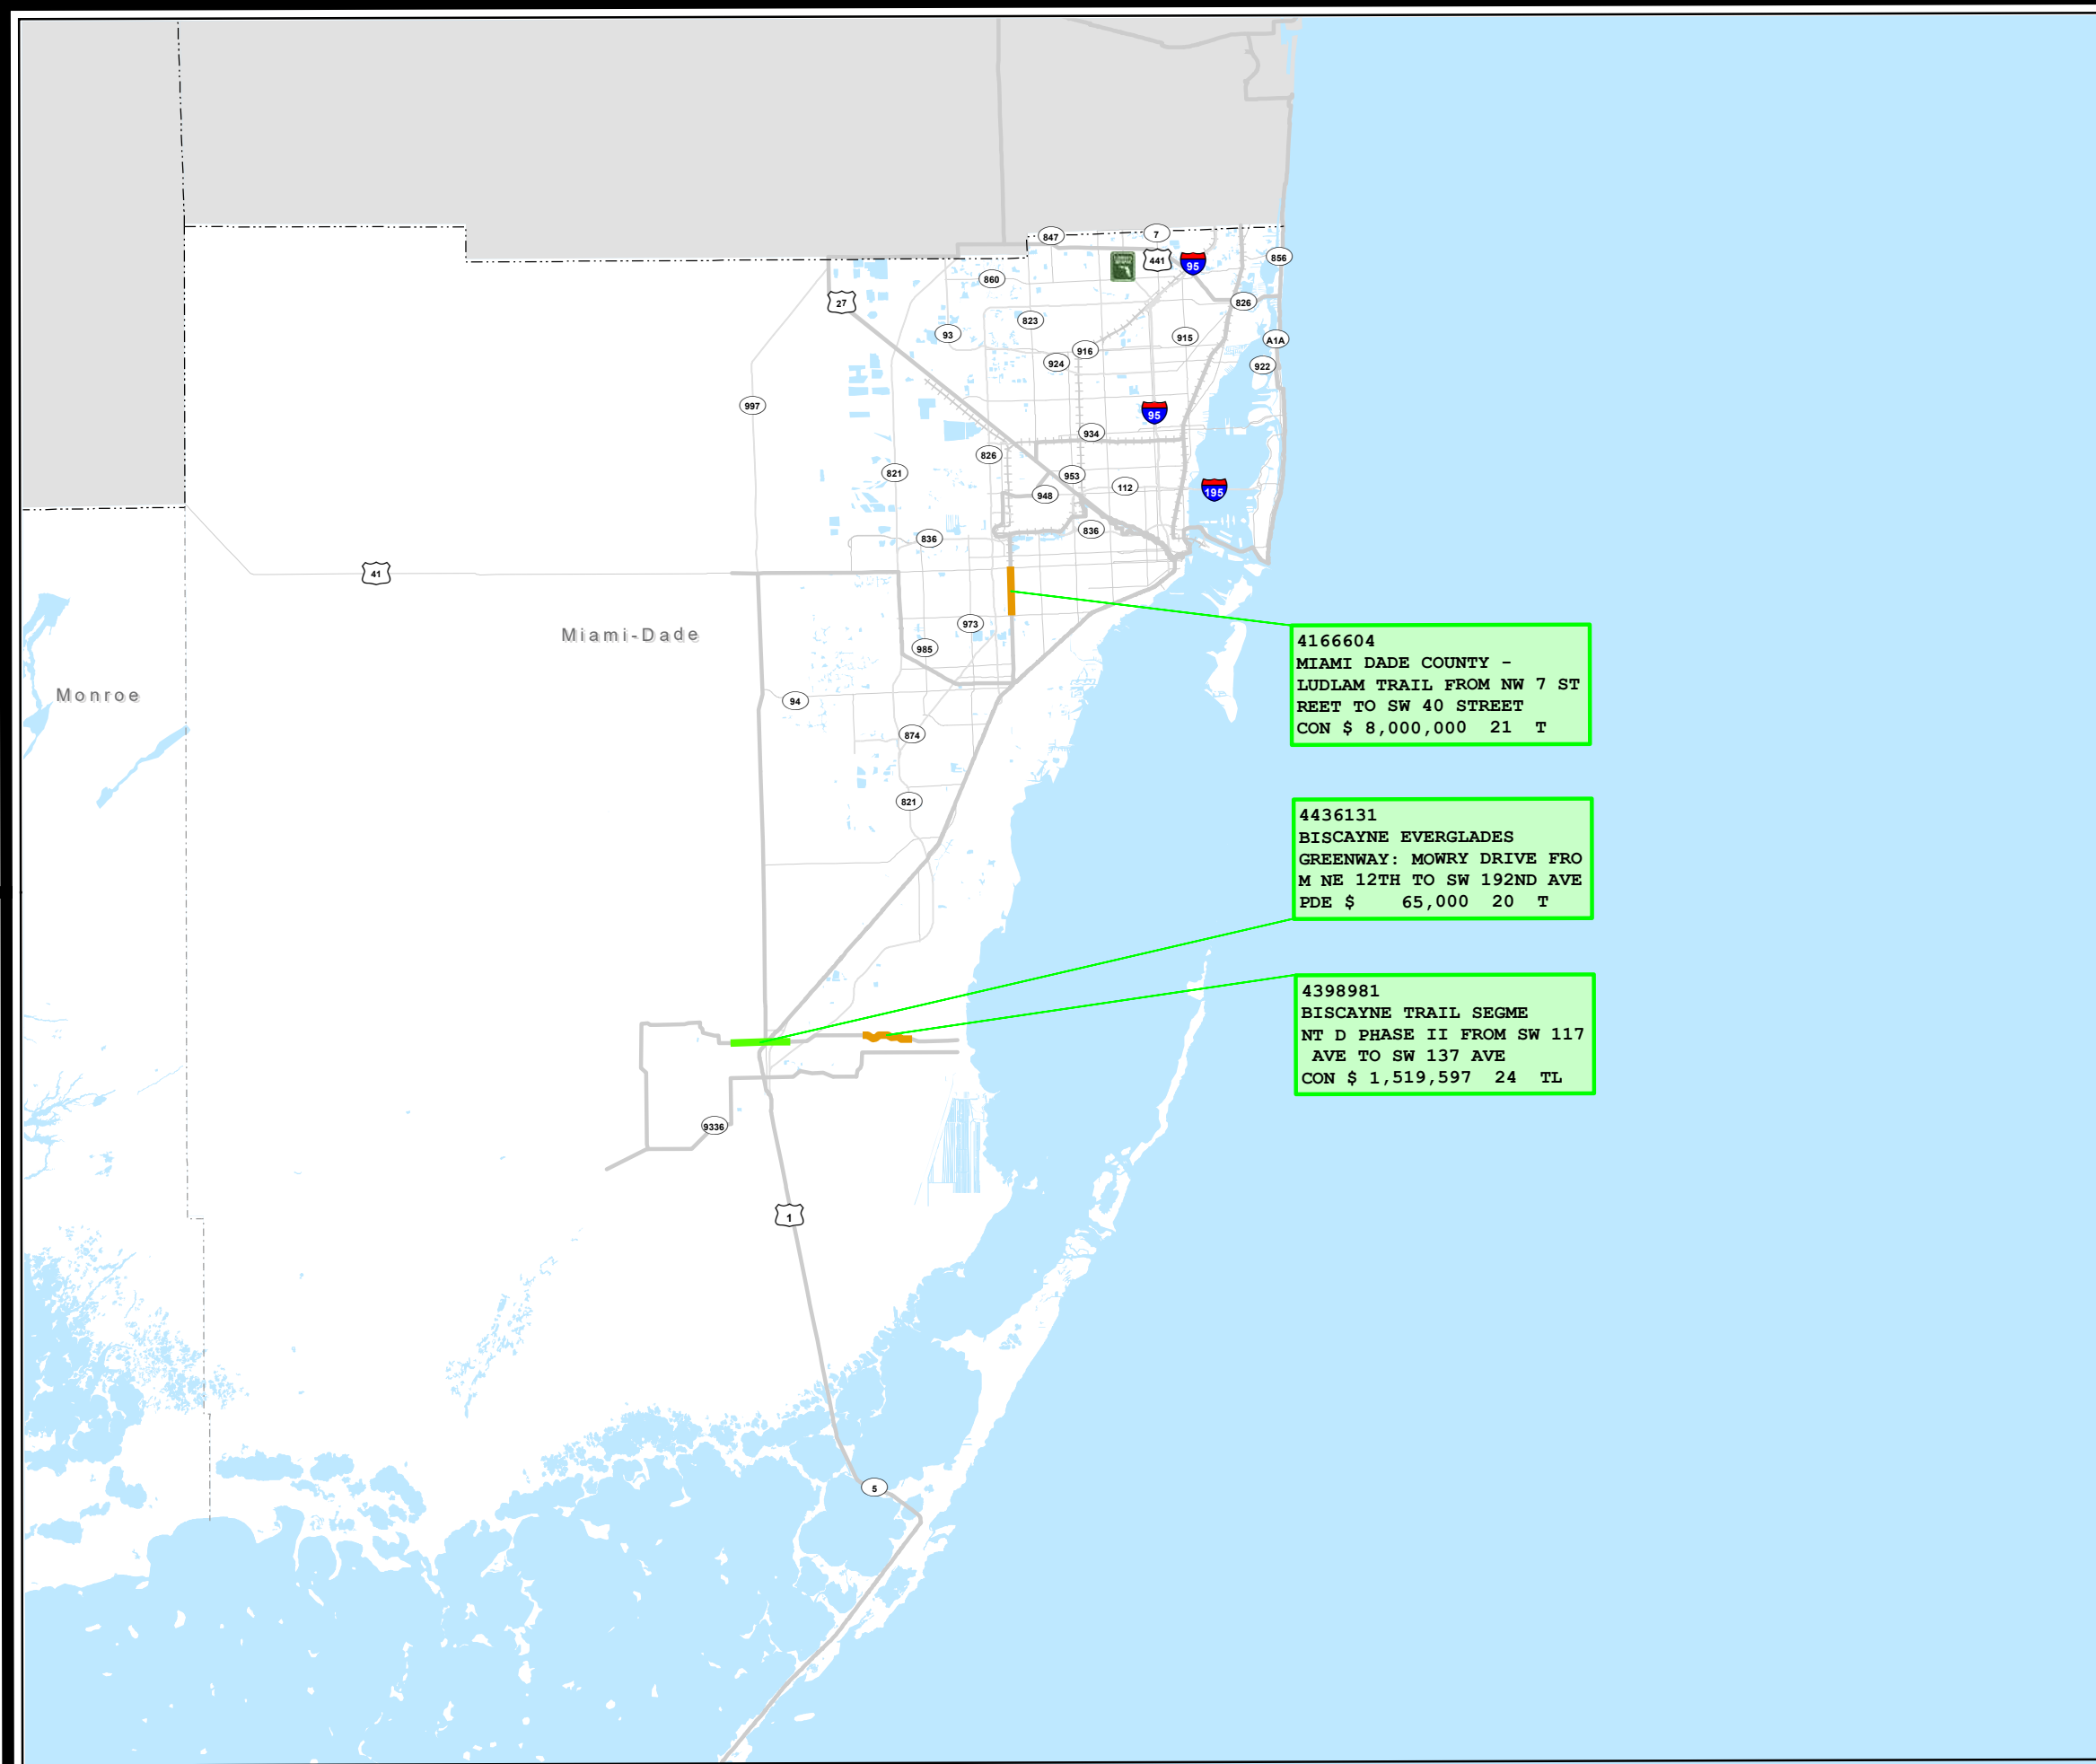 847
7
441
95
856
860
27
826
823
93
915
A1A
916
924
922
997
95
934
826
821
953
112
195
948
836
836
41
973
Miami-Dade
985
4166604
MIAMI DADE COUNTY -
LUDLAM TRAIL FROM NW 7 ST
REET TO SW 40 STREET
CON $ 8,000,000 21 T
Monroe
94
874
821
4436131
BISCAYNE EVERGLADES
GREENWAY: MOWRY DRIVE FRO
M NE 12TH TO SW 192ND AVE
PDE $ 65,000 20 T
4398981
BISCAYNE TRAIL SEGME
NT D PHASE II FROM SW 117
AVE TO SW 137 AVE
CON $ 1,519,597 24 TL
9336
1
5